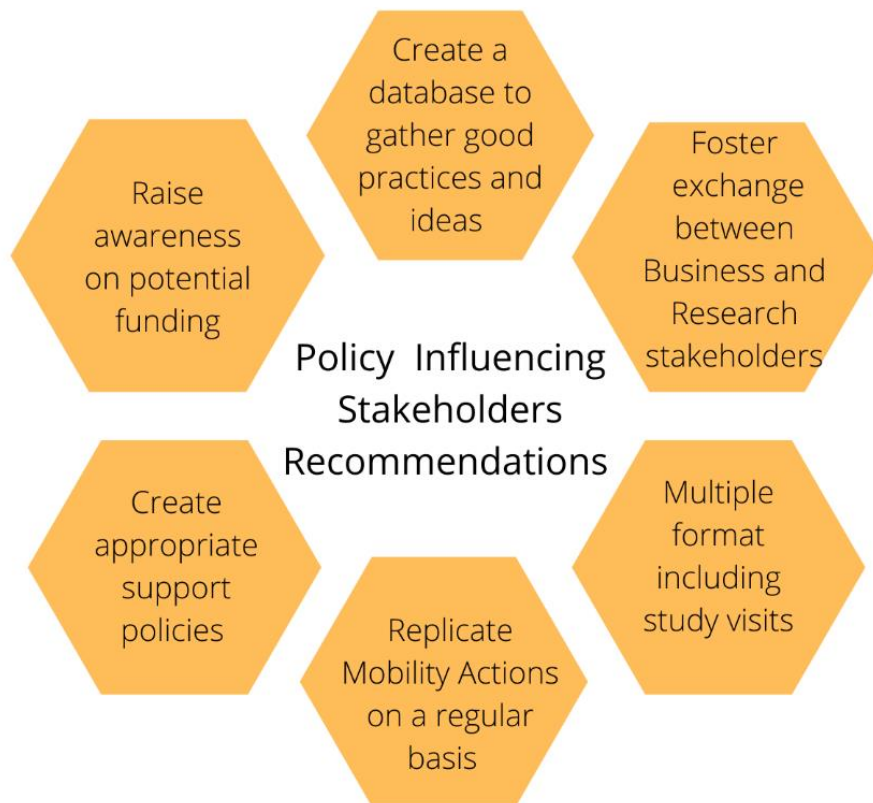 Create a
database to
gather good
practices and
ideas
Foster
exchange
between
Business and
Research
stakeholders
Raise
awareness
on potential
funding
Policy Influencing
Stakeholders
Recommendations
Multiple
format
including
study visits
Create
appropriate
support
policies
Replicate
Mobility Actions
on a regular
basis